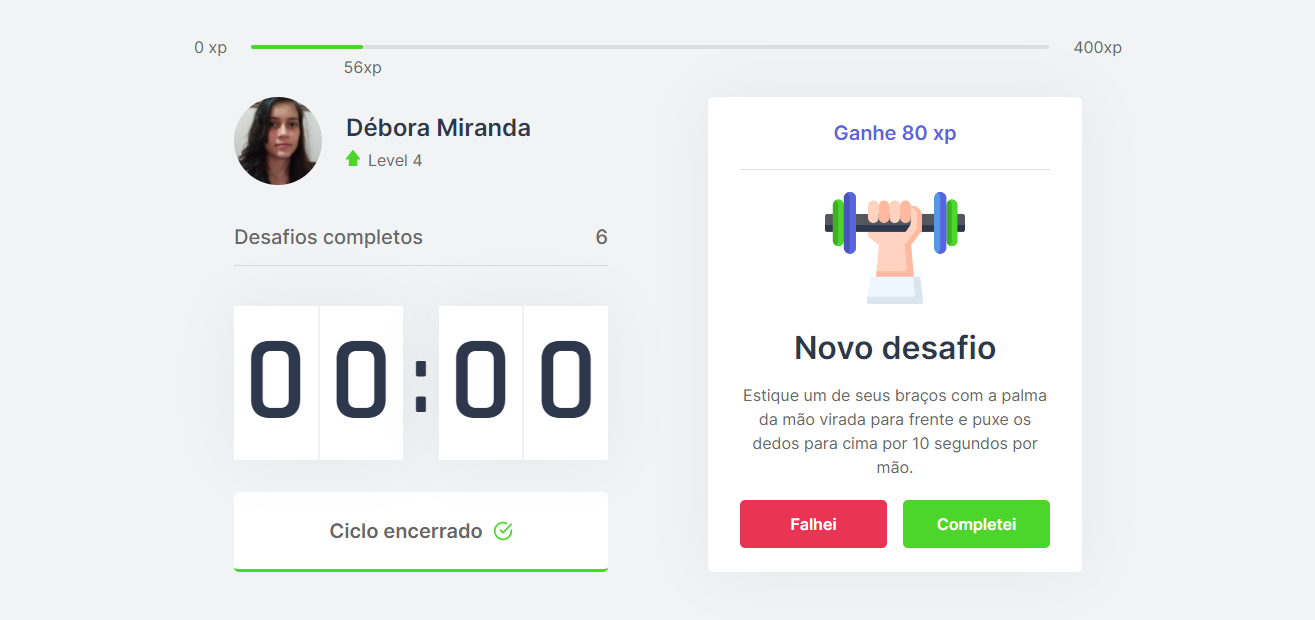 0 xp
400xp
56xp
Débora Miranda
Level 4
Desafios completos 6
00:00
Ciclo encerrado
Ganhe 80 xp
Novo desafio
Estique um de seus braços com a palma
da mão virada para frente e puxe os
dedos para cima por 10 segundos por
mão.
Falhei
Completei